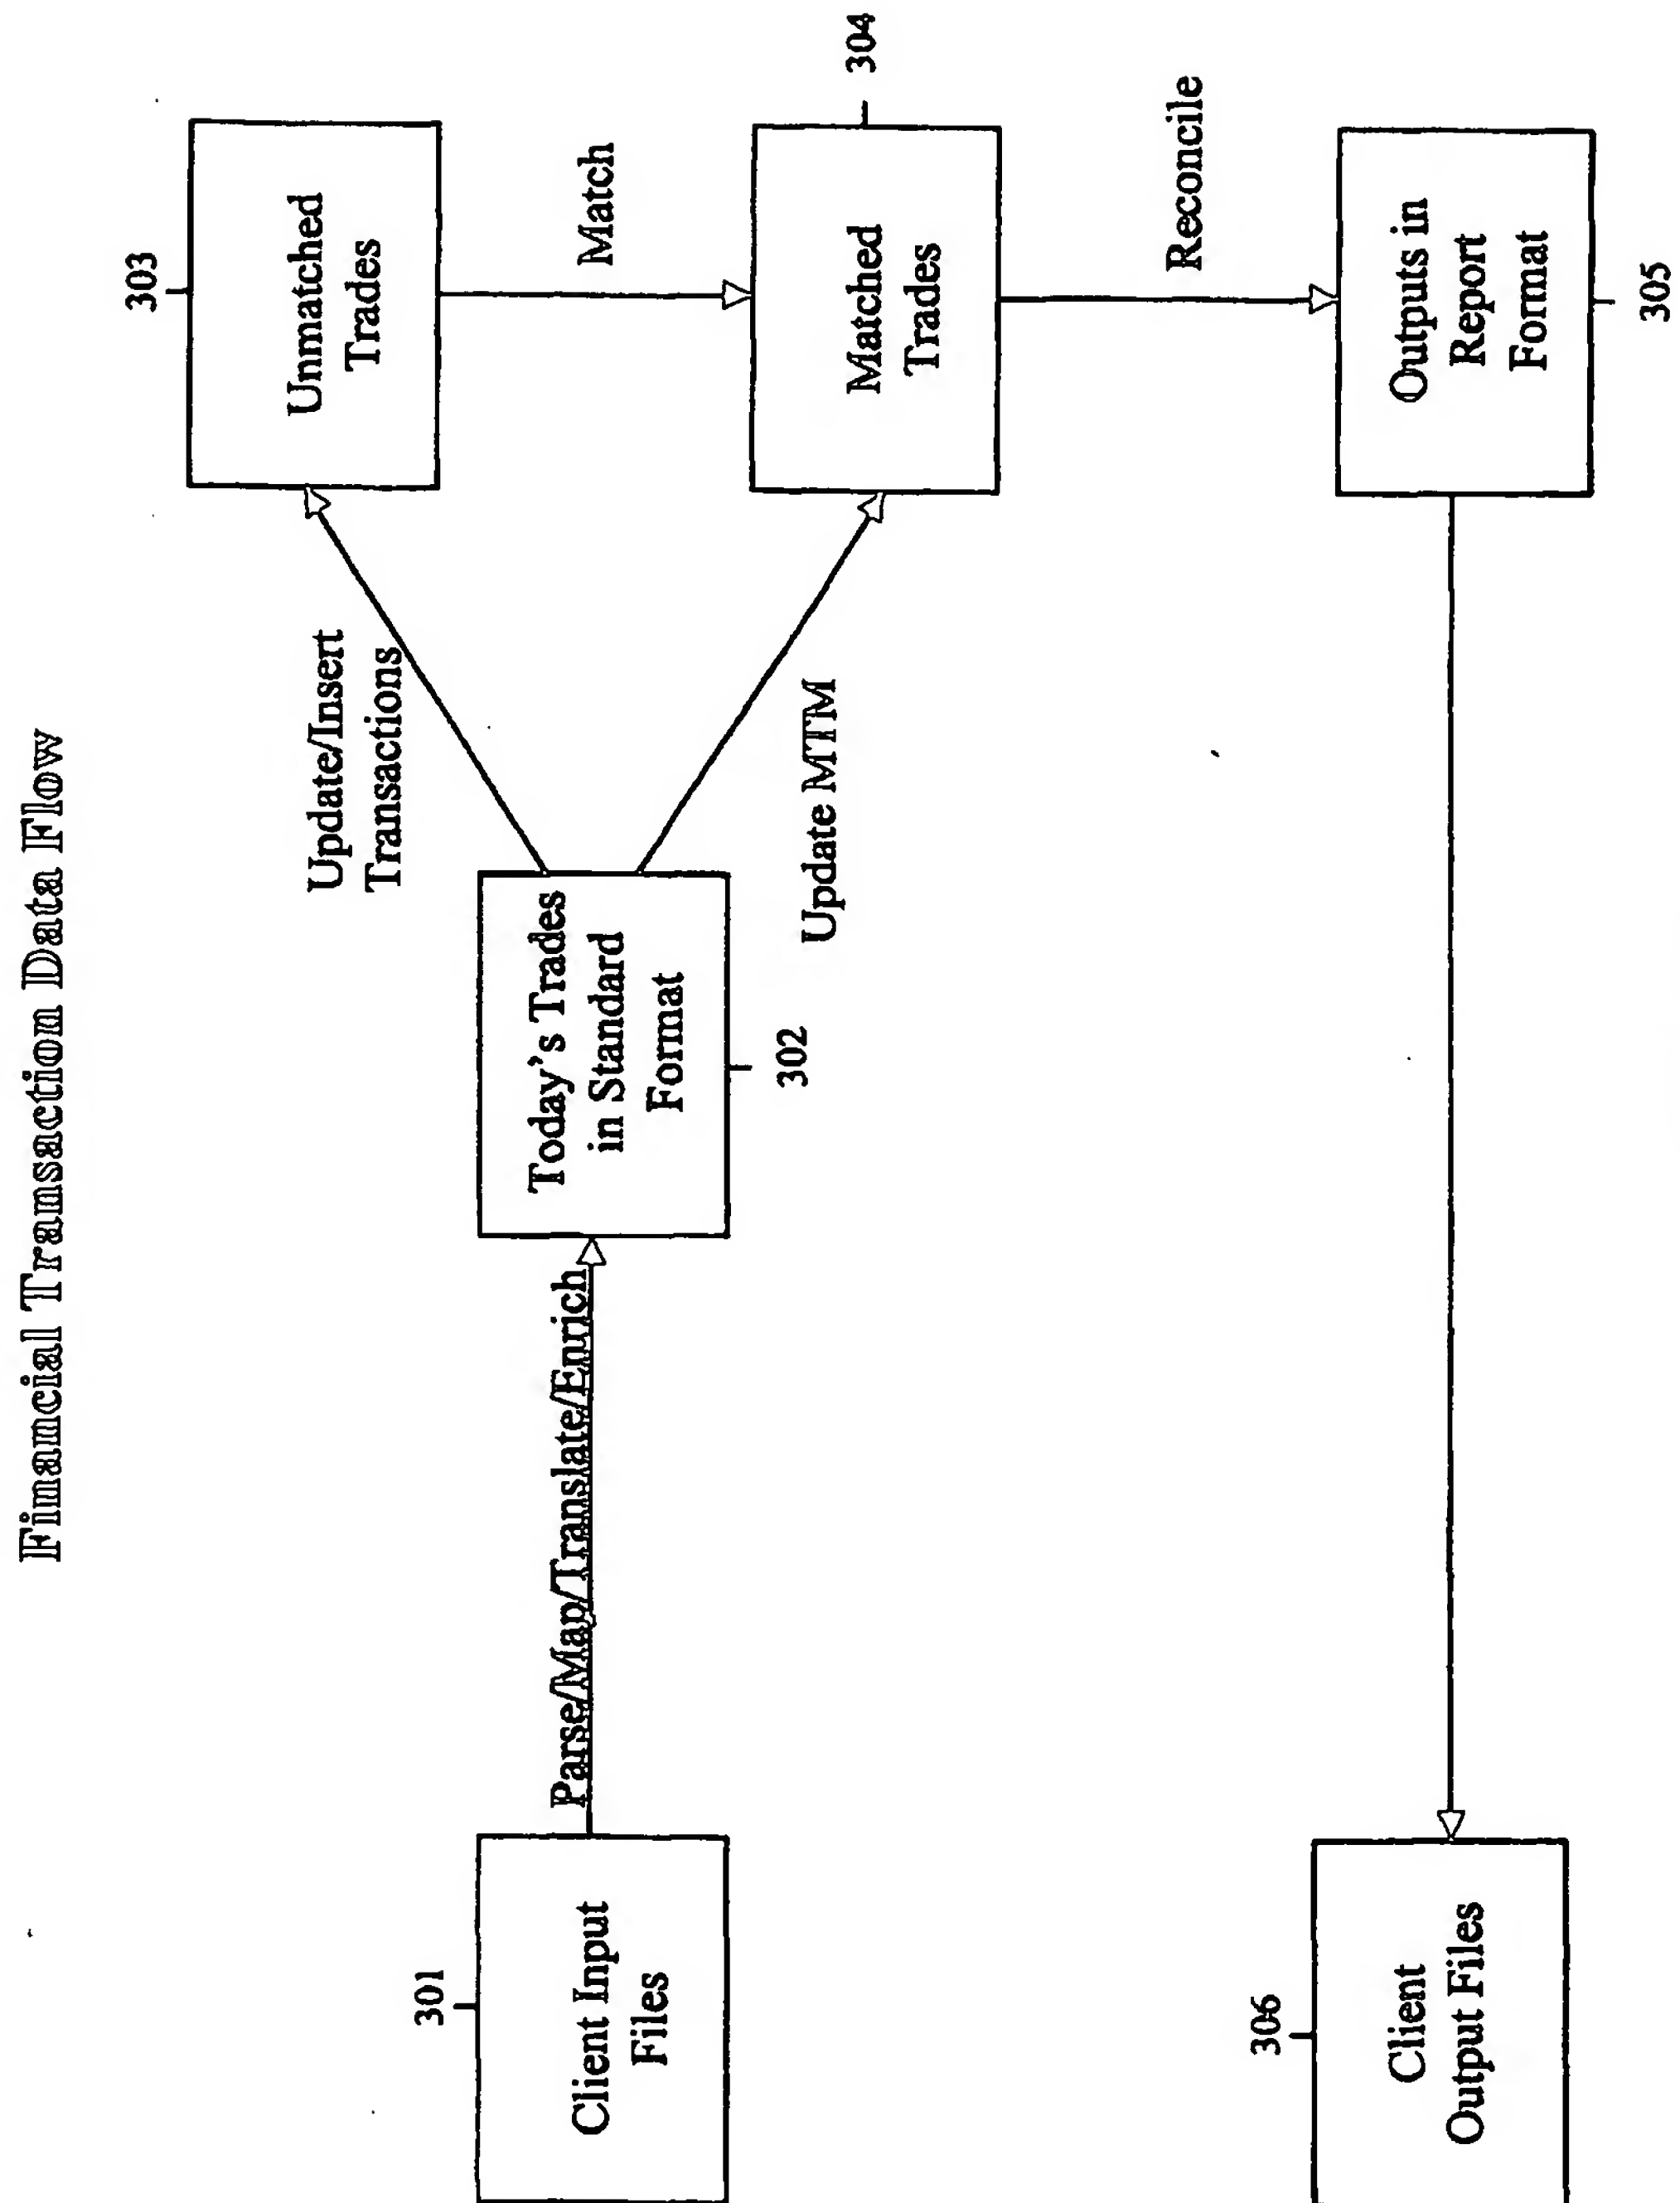 Financial Transaction Data Flow
301
Client Input
Files
Parse/Map/Translate/Enrich
Today's Trades
in Standard
Format
302
Update/Insert
Transactions
Update MTM
303
Unmatched
Trades
Match
304
Matched
Trades
Reconcile
Outputs in
Report
Format
305
306
Client
Output Files